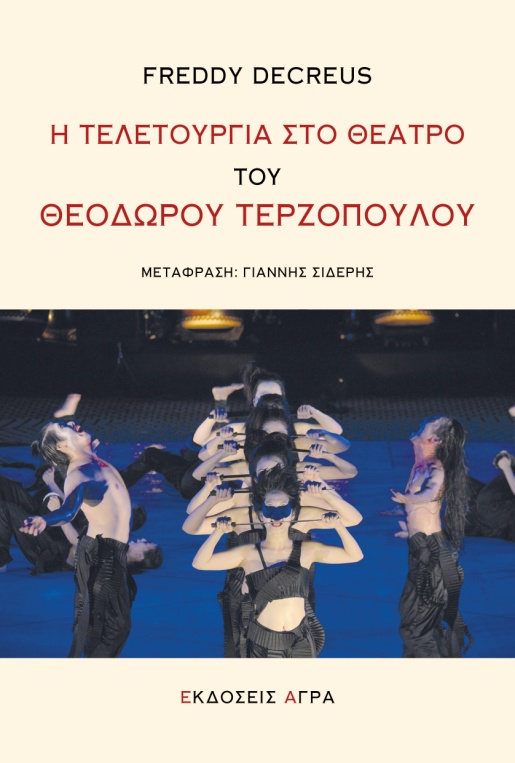 FREDDY DECREUS
Η ΤΕΛΕΤΟΥΡΓΙΑ ΣΤΟ ΘΕΑΤΡΟ
ΤΟΥ
ΘΕΟΔΩΡΟΥ ΤΕΡΖΟΠΟΥΛΟΥ
ΜΕΤΑΦΡΑΣΗ: ΓΙΑΝΝΗΣ ΣΙΔΕΡΗΣ
ΕΚΔΟΣΕΙΣ ΑΓΡΑ